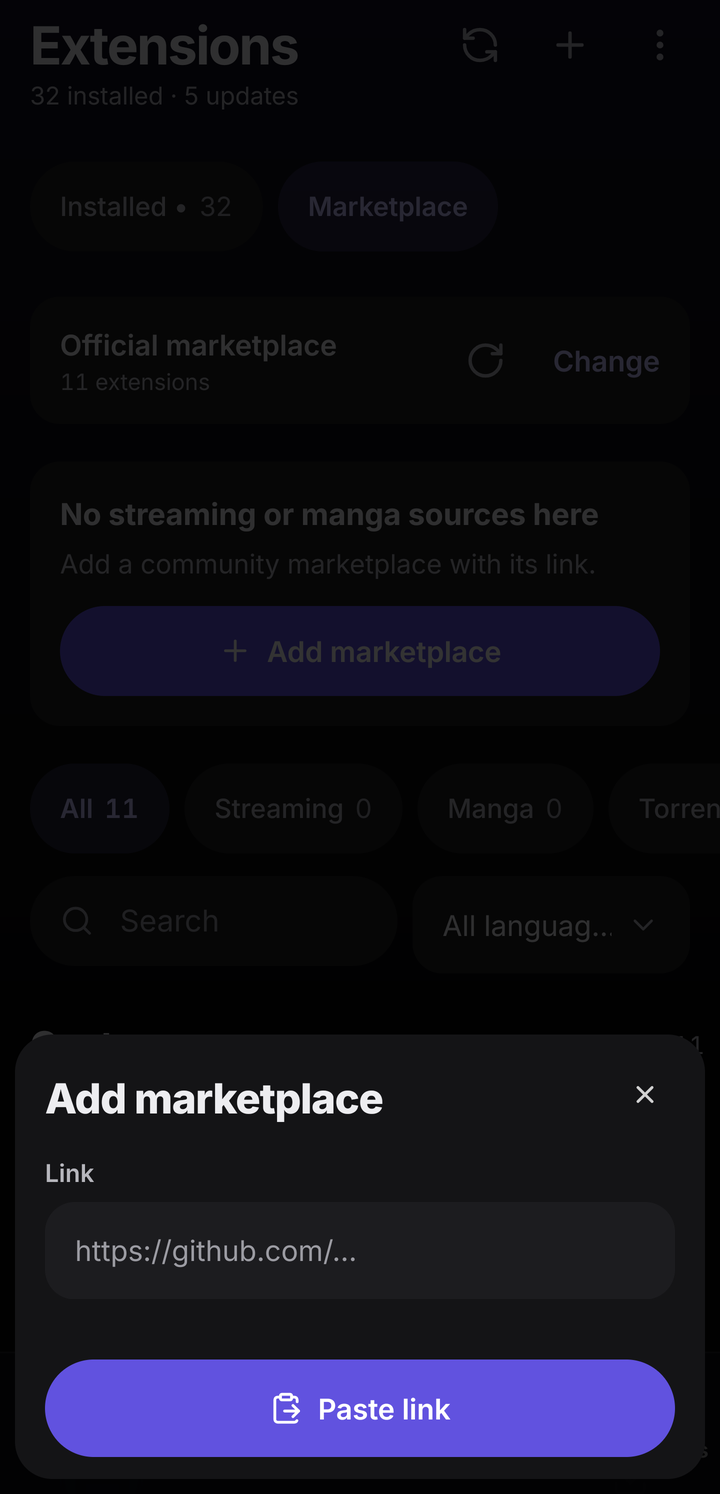 Extensions
32 installed · 5 updates
Installed • 32
Marketplace
Official marketplace
11 extensions
Change
No streaming or manga sources here
Add a community marketplace with its link.
Add marketplace
All 11
Streaming 0
Manga 0
Torren
Search
All languag...
Add marketplace
Link
https://github.com/...
Paste link